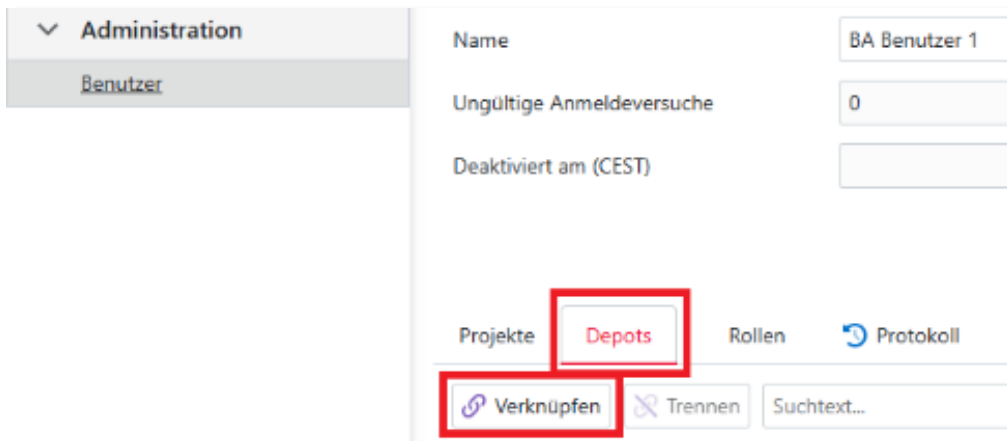 Administration
Benutzer
Name
BA Benutzer 1
Ungültige Anmeldeversuche
0
Deaktiviert am (CEST)
Projekte
Depots
Rollen
Protokoll
Verknüpfen
Trennen
Suchtext...